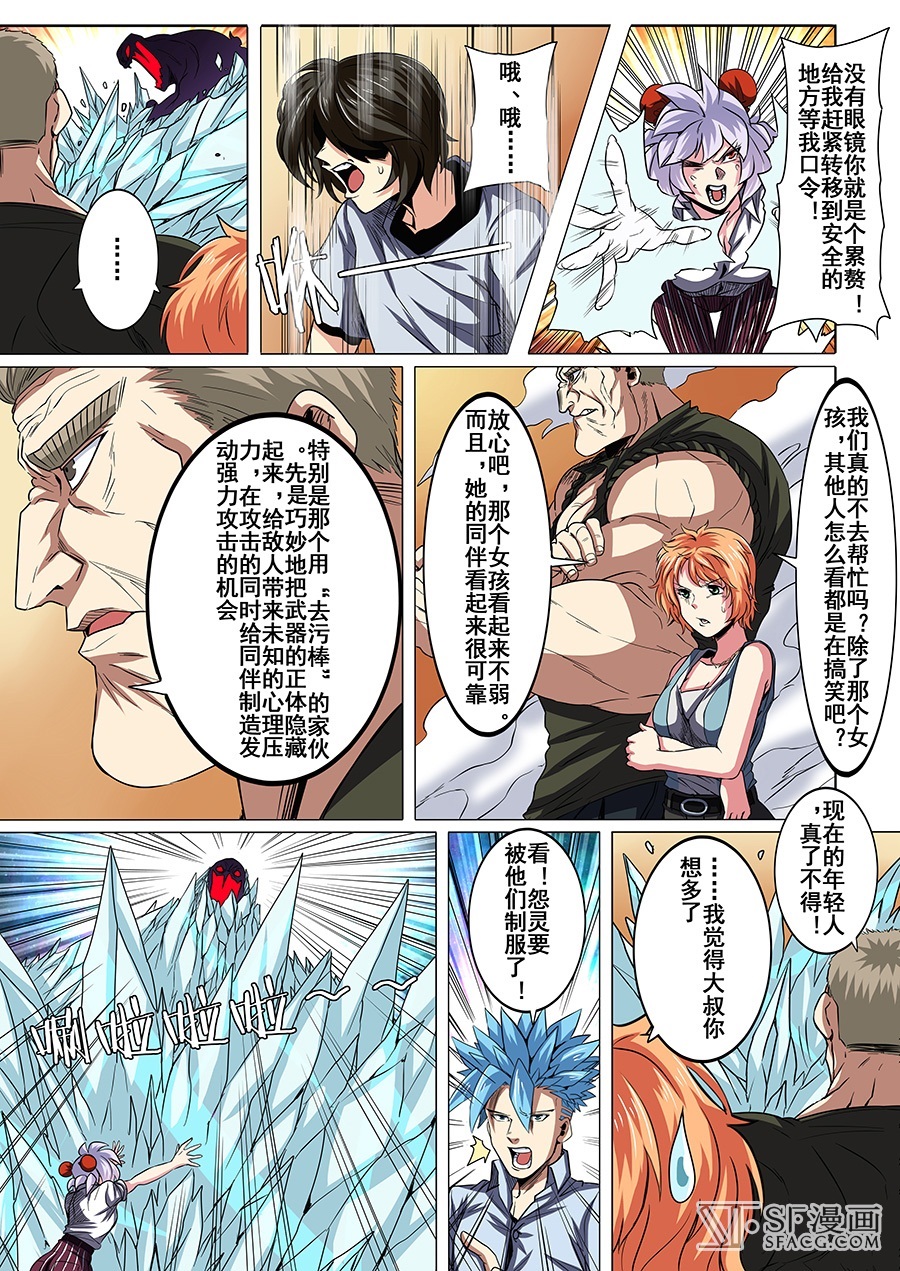 没有眼镜你就是个累赘！
给我赶紧转移到安全的
地方等我口令！
哦、哦……
咻
……
我们真的不去帮忙吗？除了那个女
孩，其他人怎么看都是在搞笑吧？
放心吧，那个女孩看起来不弱。
而且，她的同伴看起来很可靠
特别是那个用“去污棒”的家伙
。先是巧妙地把武器的正体隐藏
起来，给敌人带来未知的心理压
力，在攻击的同时给同伴制造发
动强力攻击的机会
现在的年轻人
，真了不得！
……我觉得大叔你
想多了
看！怨灵要
被他们制服了！
啊啦啦啦～～
SF漫画
SFACG.COM